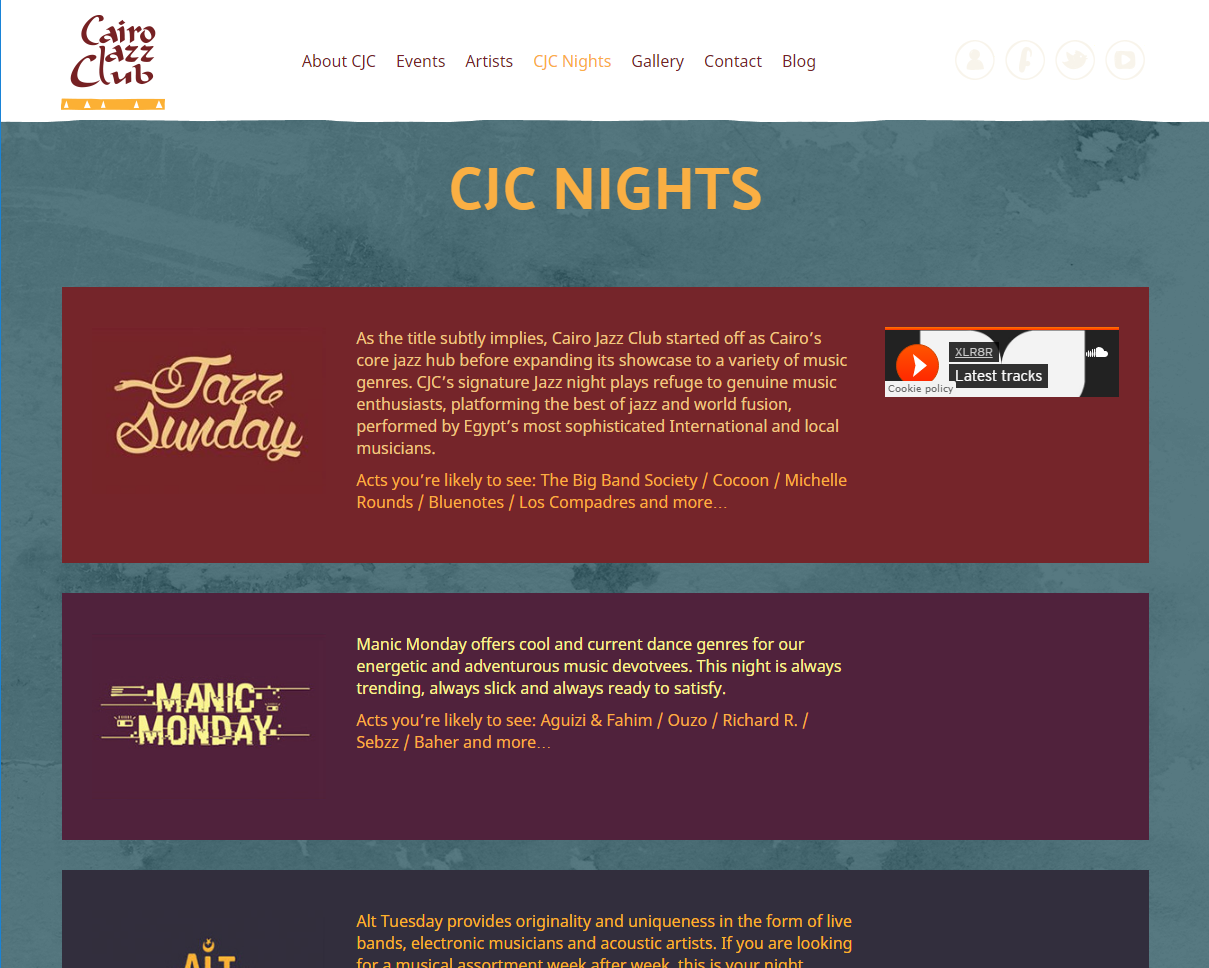 Cairo
Jazz
Club
About CJC Events Artists CJC Nights Gallery Contact Blog
CJC NIGHTS
Jazz
Sunday
As the title subtly implies, Cairo Jazz Club started off as Cairo’s
core jazz hub before expanding its showcase to a variety of music
genres. CJC’s signature Jazz night plays refuge to genuine music
enthusiasts, platforming the best of jazz and world fusion,
performed by Egypt’s most sophisticated International and local
musicians.
Acts you’re likely to see: The Big Band Society / Cocoon / Michelle
Rounds / Bluenotes / Los Compadres and more…
XLR8R
Latest tracks
Cookie policy
MANIC
MONDAY
Manic Monday offers cool and current dance genres for our
energetic and adventurous music devotvees. This night is always
trending, always slick and always ready to satisfy.
Acts you’re likely to see: Aguizi & Fahim / Ouzo / Richard R. /
Sebzz / Baher and more…
ALT
Alt Tuesday provides originality and uniqueness in the form of live
bands, electronic musicians and acoustic artists. If you are looking
for a musical assortment week after week, this is your night.